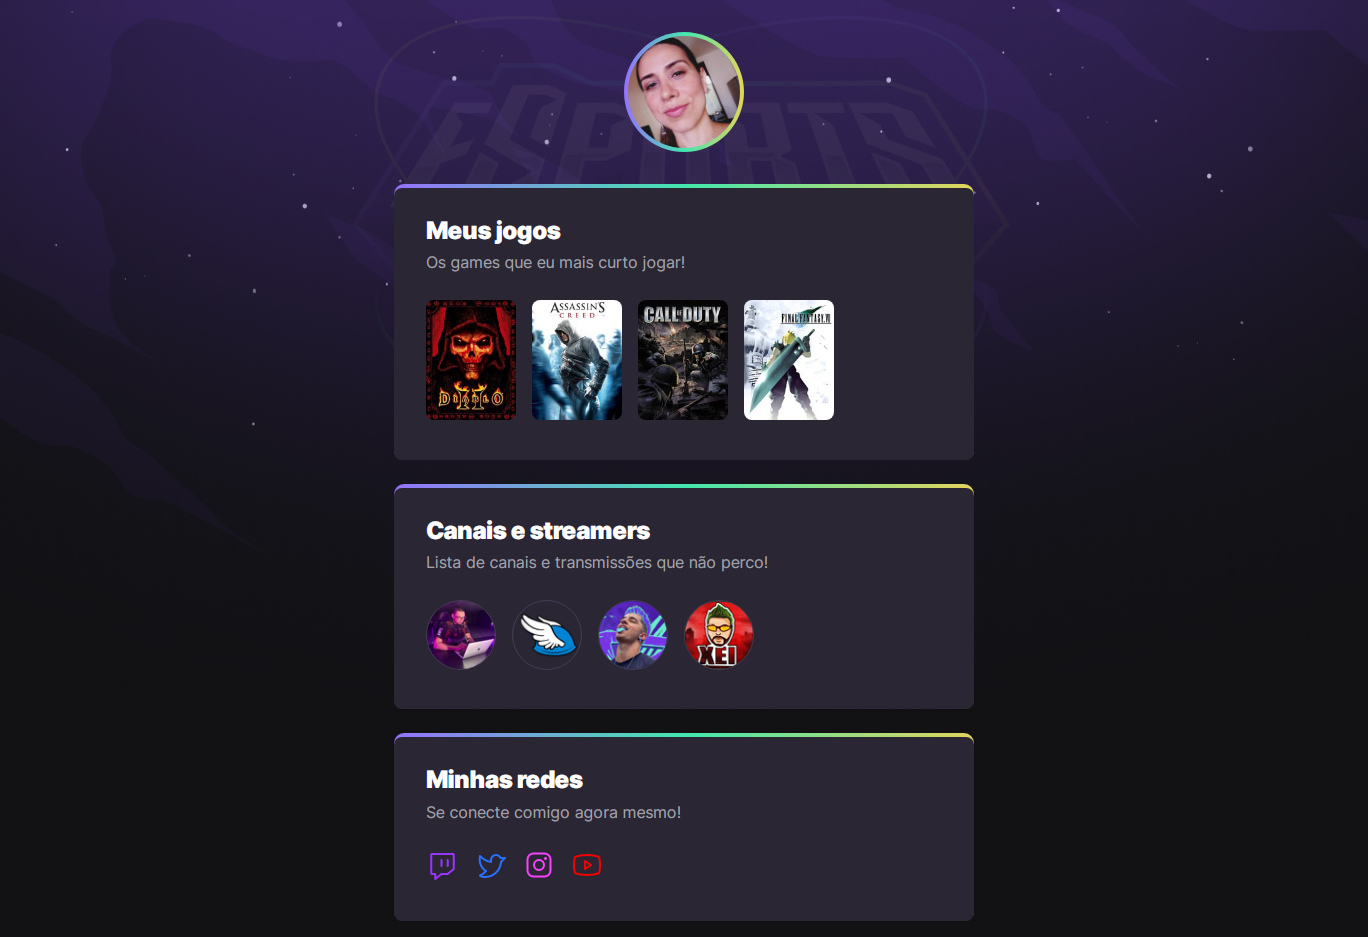 ESPORTS
Meus jogos
Os games que eu mais curto jogar!
DIABLO II
ASSASSIN'S
CREED
CALL OF DUTY
FINAL FANTASY VII
Canais e streamers
Lista de canais e transmissões que não perco!
XEI
Minhas redes
Se conecte comigo agora mesmo!